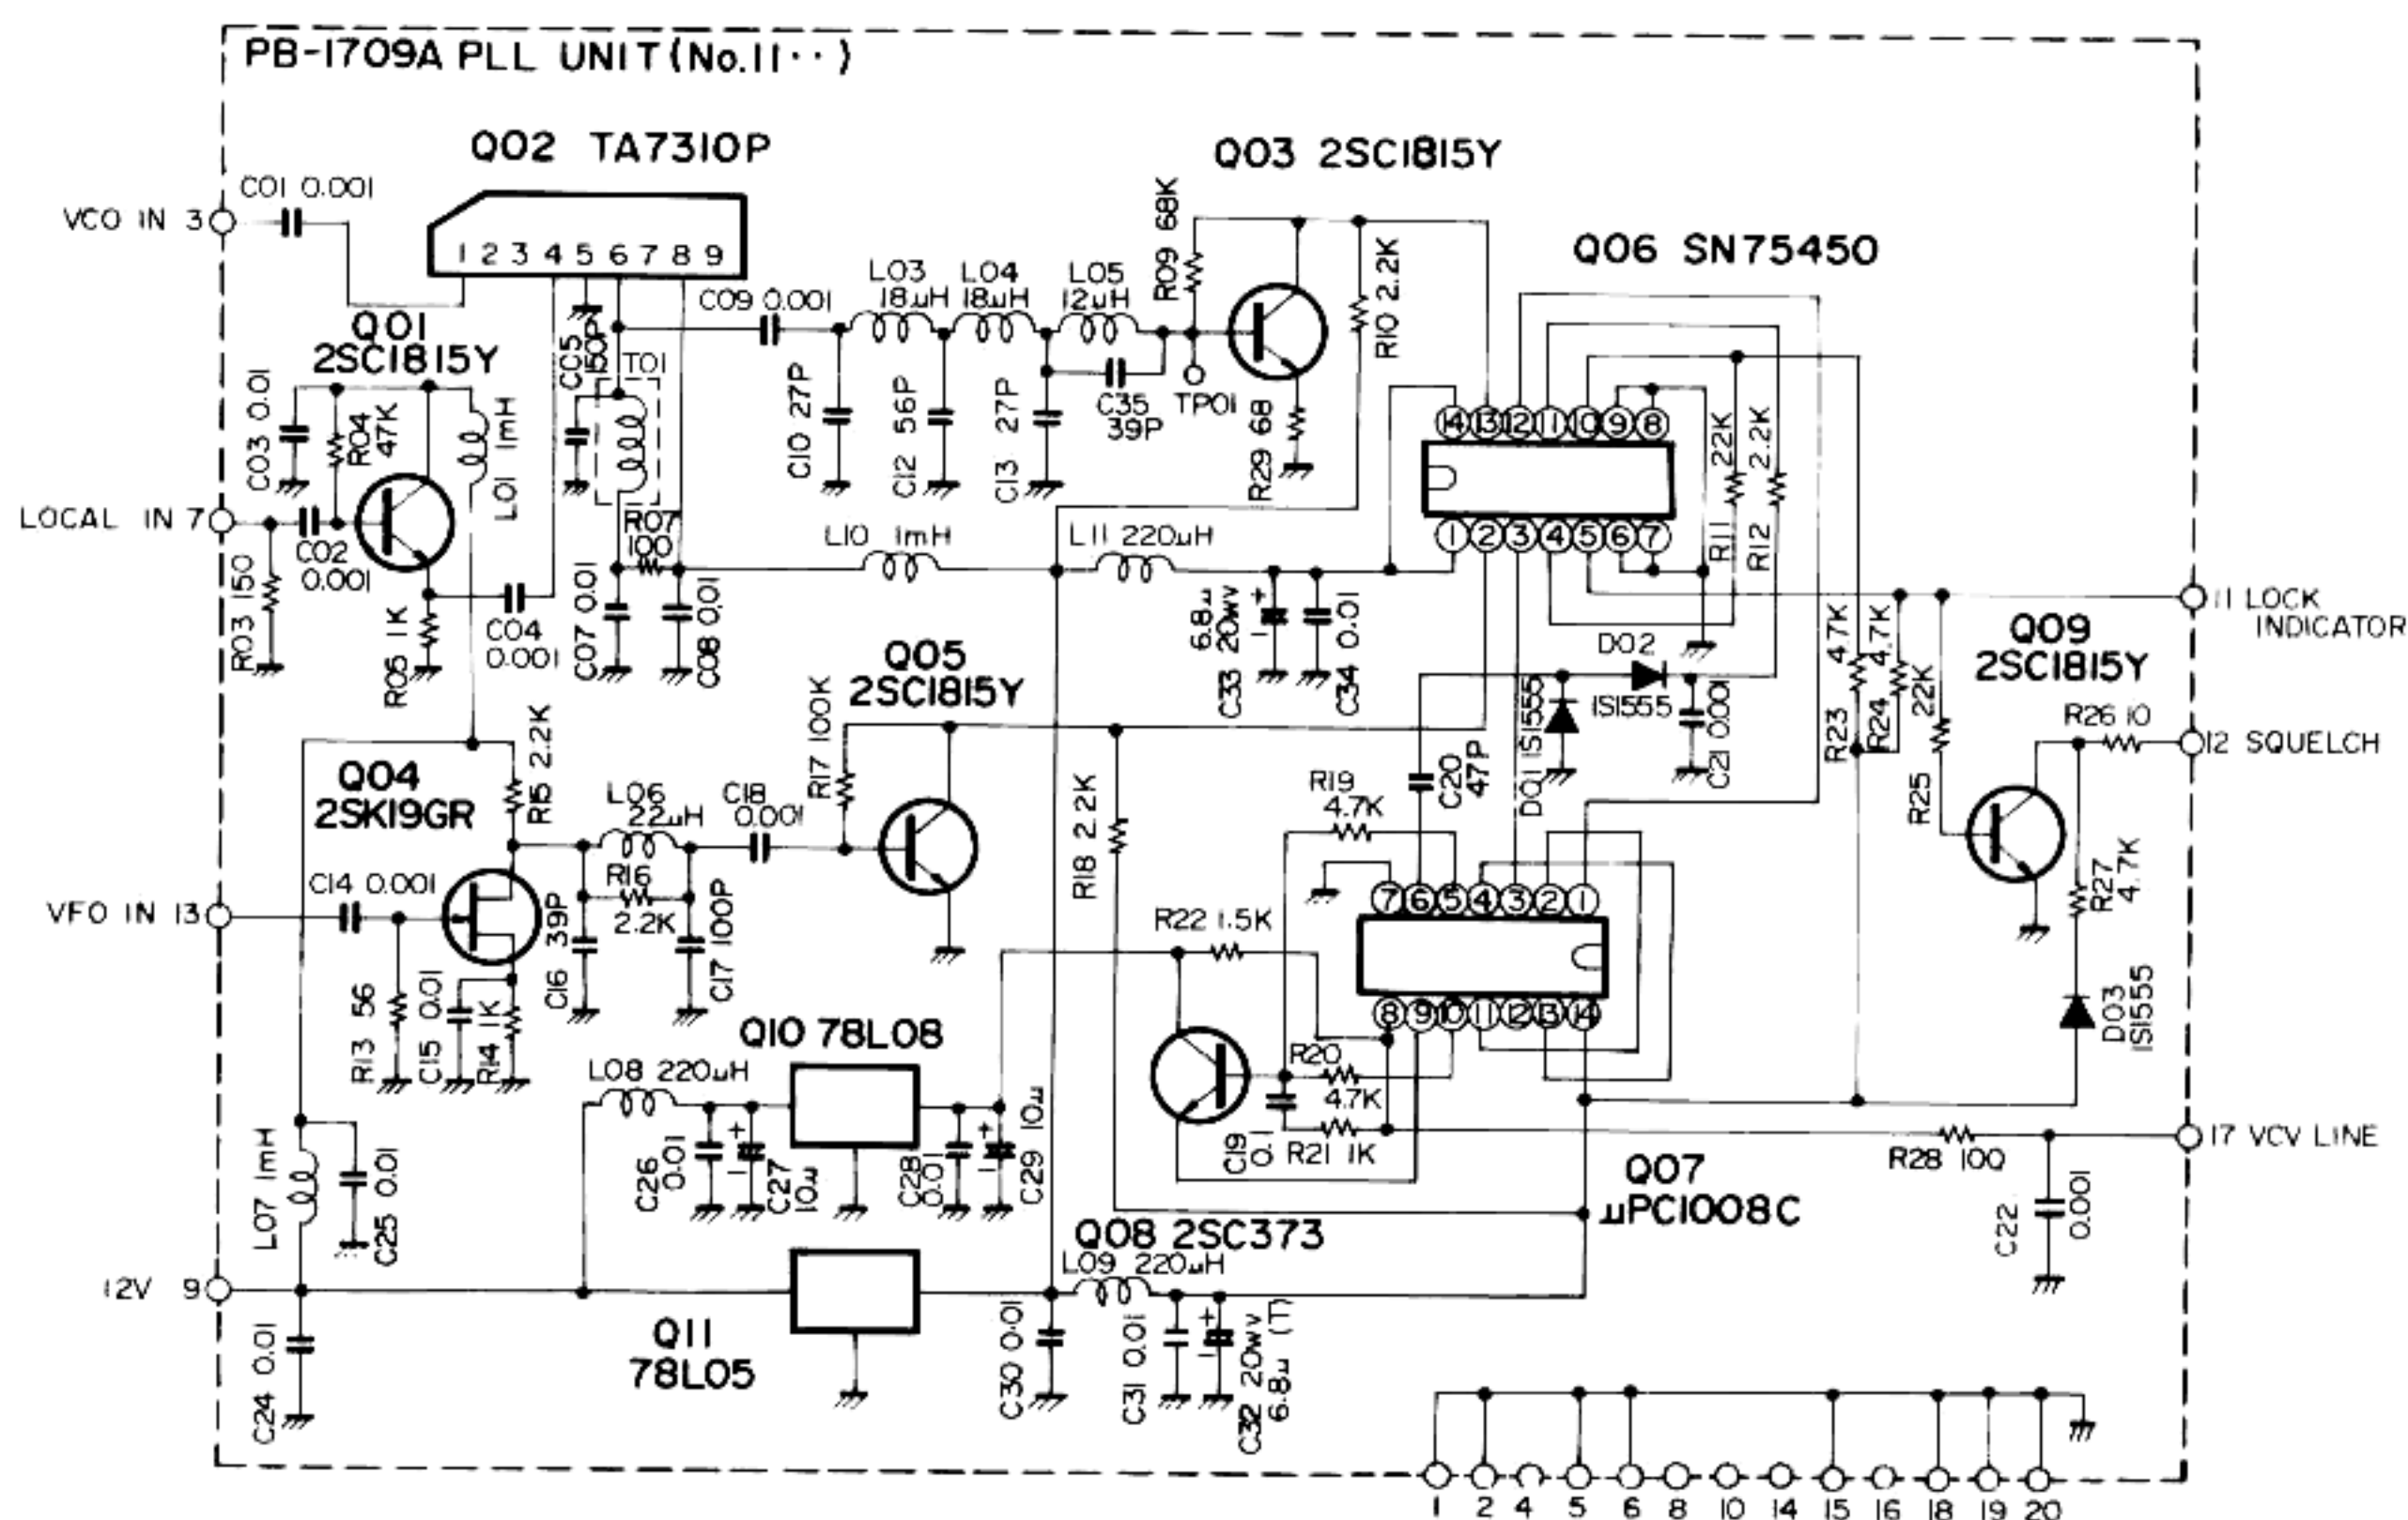 PB-1709A PLL UNIT (No.11··)
Q02 TA7310P
Q03 2SC1815Y
Q06 SN75450
C01 0.001
VCO IN 3
1 2 3 4 5 6 7 8 9
Q01
2SC1815Y
C03 0.01
R04
47K
L01 1mH
C05
150P
T01
C09 0.001
L03
18μH
L04
18μH
L05
12μH
R09 68K
R10 2.2K
C10 27P
C12 56P
C13 27P
C35
39P
TP01
R29 68
14 13 12 11 10 9 8
R11 22K
R12 2.2K
LOCAL IN 7
C02
0.001
R03 150
R05 1K
C04
0.001
R07
100
C07 0.01
C08 0.01
L10 1mH
L11 220μH
1 2 3 4 5 6 7
C33 20WV
6.8μ
+
-
C34 0.01
11 LOCK
INDICATOR
Q05
2SC1815Y
R17 100K
D02
1S1555
D01 1S1555
C21 0.001
R23 4.7K
R24 4.7K
R25 22K
Q09
2SC1815Y
R26 10
12 SQUELCH
Q04
2SK19GR
R15 2.2K
L06
22μH
C18
0.001
R18 2.2K
R19
4.7K
C20
47P
R27
4.7K
C14 0.001
R16
2.2K
VFO IN 13
C16 39P
C17 100P
R22 1.5K
7 6 5 4 3 2 1
8 9 10 11 12 13 14
D03
1S1555
R13 56
C15 0.01
R14 1K
Q10 78L08
L08 220μH
C26
0.01
C27
10μ
+
-
C28
0.01
C29 10μ
+
-
R20
4.7K
C19
0.1
R21 1K
R28 100
17 VCV LINE
Q07
μPC1008C
C22
0.001
L07 1mH
C25 0.01
Q08 2SC373
L09 220μH
12V 9
C24 0.01
Q11
78L05
C30 0.01
C31 0.01
+
-
C32 20WV
6.8μ (T)
1 2 4 5 6 8 10 14 15 16 18 19 20